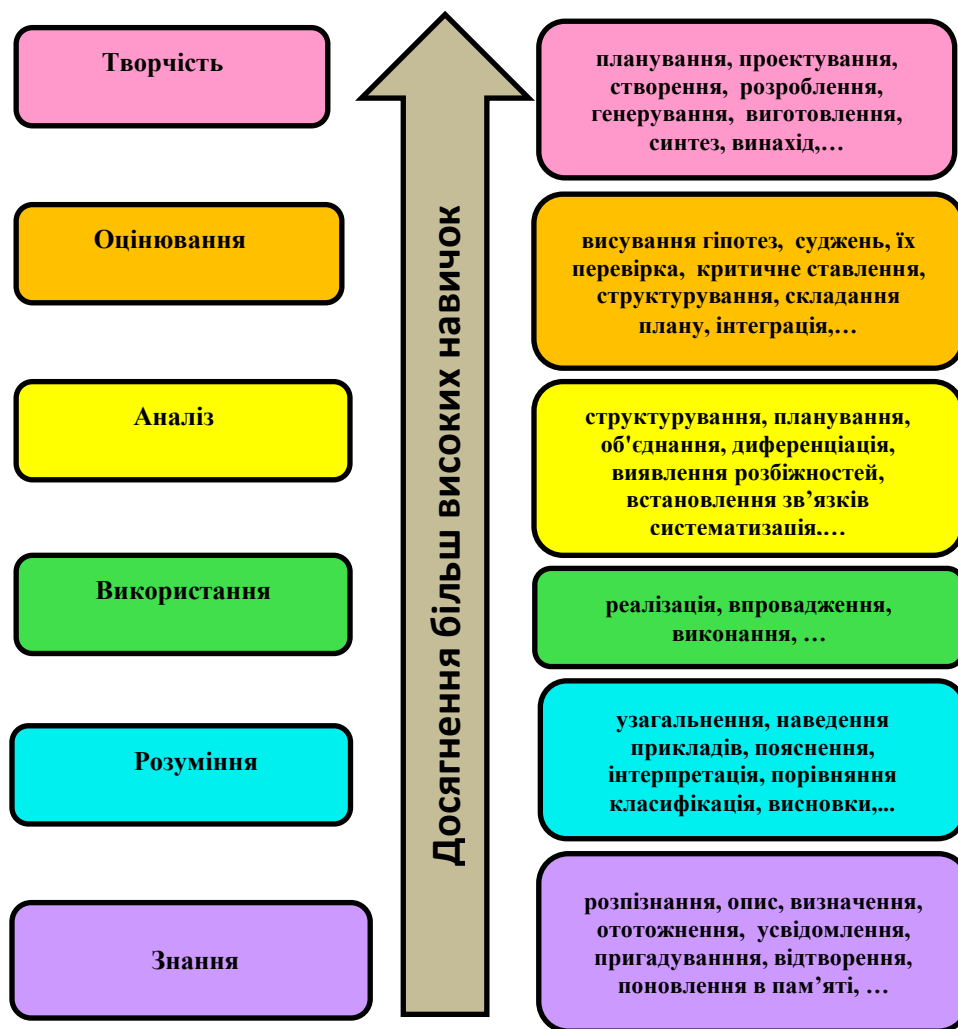 Творчість
планування, проектування,
створення, розроблення,
генерування, виготовлення,
синтез, винахід,…
Оцінювання
висування гіпотез, суджень, їх
перевірка, критичне ставлення,
структурування, складання
плану, інтеграція,…
Аналіз
структурування, планування,
об'єднання, диференціація,
виявлення розбіжностей,
встановлення зв’язків
систематизація,…
Використання
реалізація, впровадження,
виконання, …
Розуміння
узагальнення, наведення
прикладів, пояснення,
інтерпретація, порівняння
класифікація, висновки,...
Знання
розпізнання, опис, визначення,
ототожнення, усвідомлення,
пригадуванння, відтворення,
поновлення в пам’яті, …
Досягнення більш високих навичок